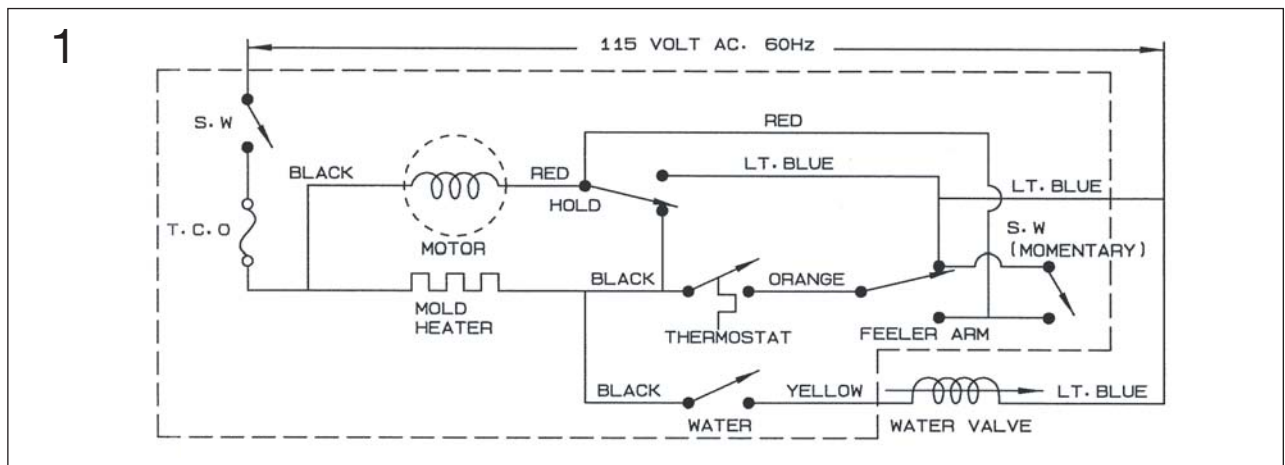 1
115 VOLT AC. 60Hz
S.W
RED
BLACK
RED
LT.BLUE
LT.BLUE
HOLD
T.C.O
S.W
(MOMENTARY)
MOTOR
BLACK
ORANGE
MOLD
HEATER
THERMOSTAT
FEELER ARM
BLACK
YELLOW
LT.BLUE
WATER
WATER VALVE